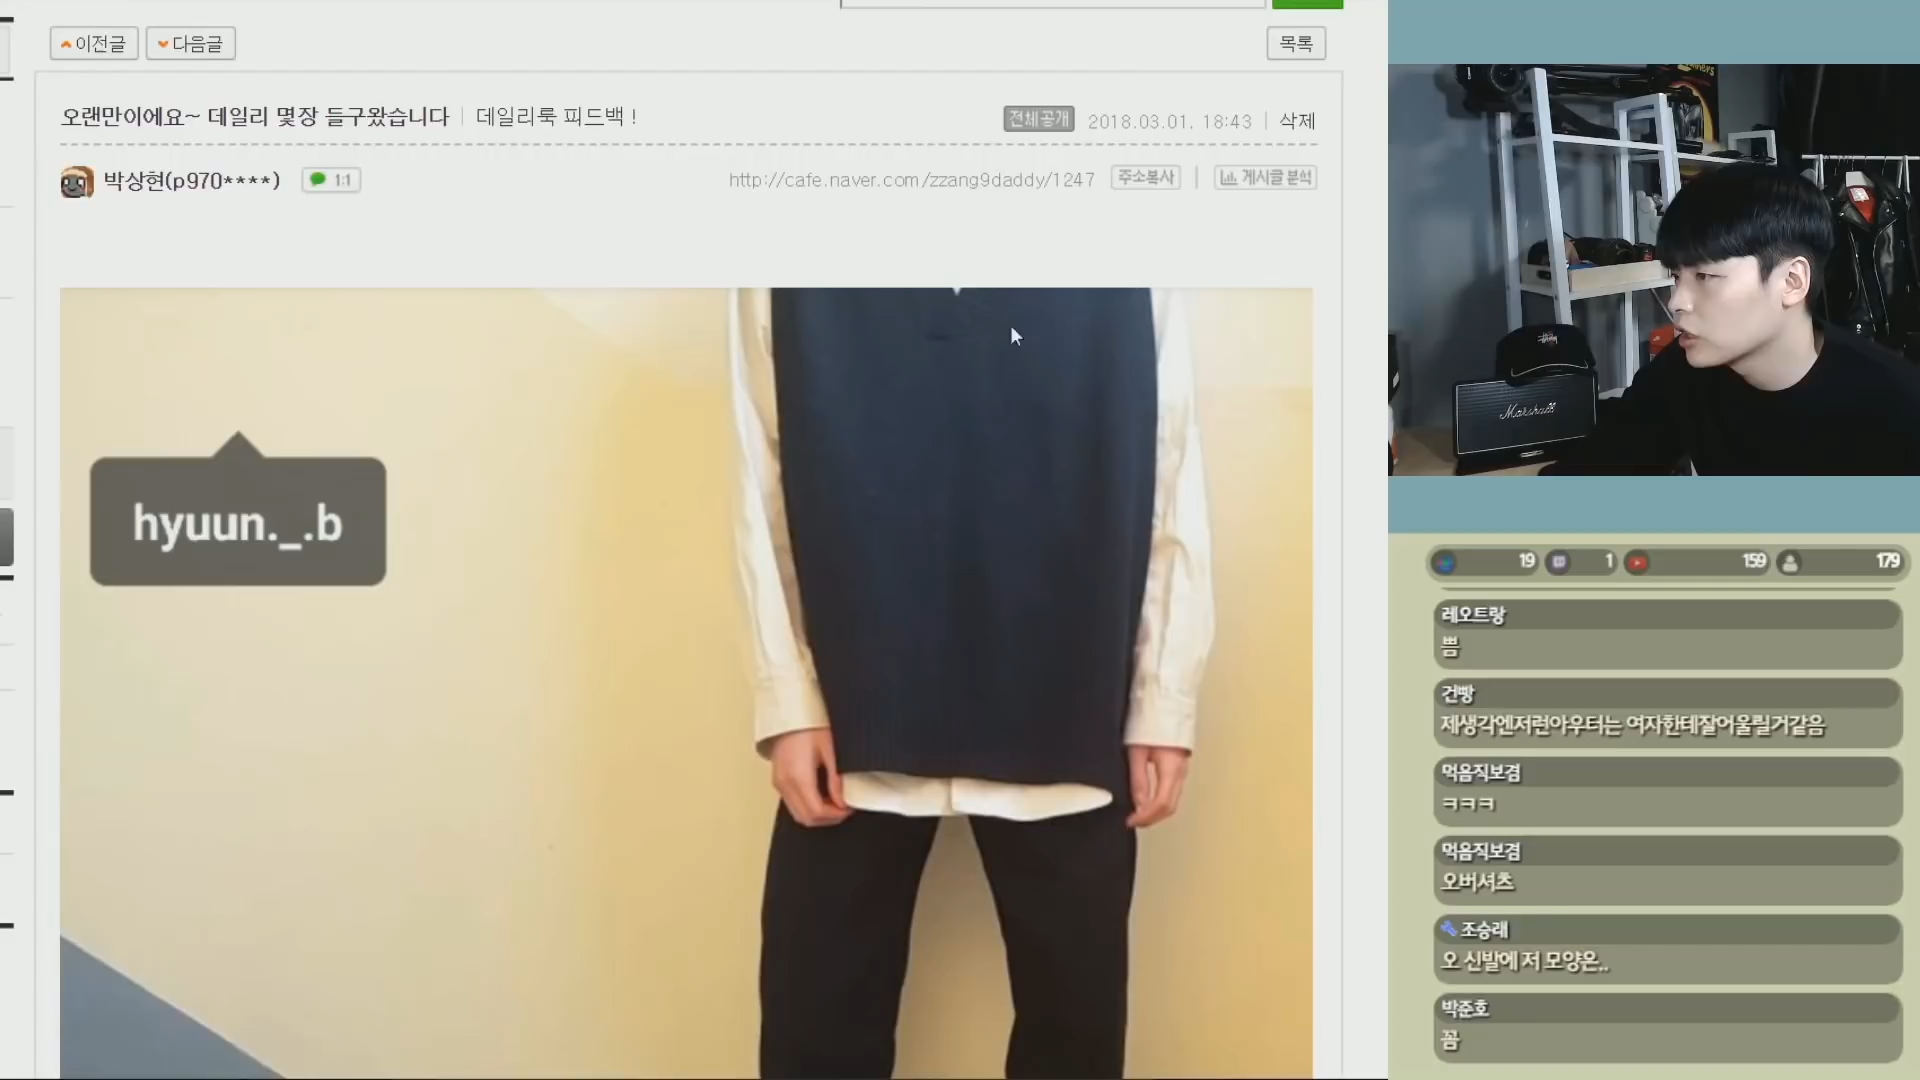 이전글
다음글
목록
오랜만이에요~ 데일리 몇장 들구왔습니다 | 데일리룩 피드백 !
전체공개 2018.03.01. 18:43 | 삭제
박상현(p970****) 1:1
http://cafe.naver.com/zzang9daddy/1247 주소복사 | 게시글 분석
hyuun._.b
Marshall
19 1 159 179
레오트랑
쁨
건빵
제생각엔저런아우터는 여자한테잘어울릴거같음
먹음직보겸
ㅋㅋㅋ
먹음직보겸
오버셔츠
조승래
오 신발에 저 모양은..
박준호
꼼